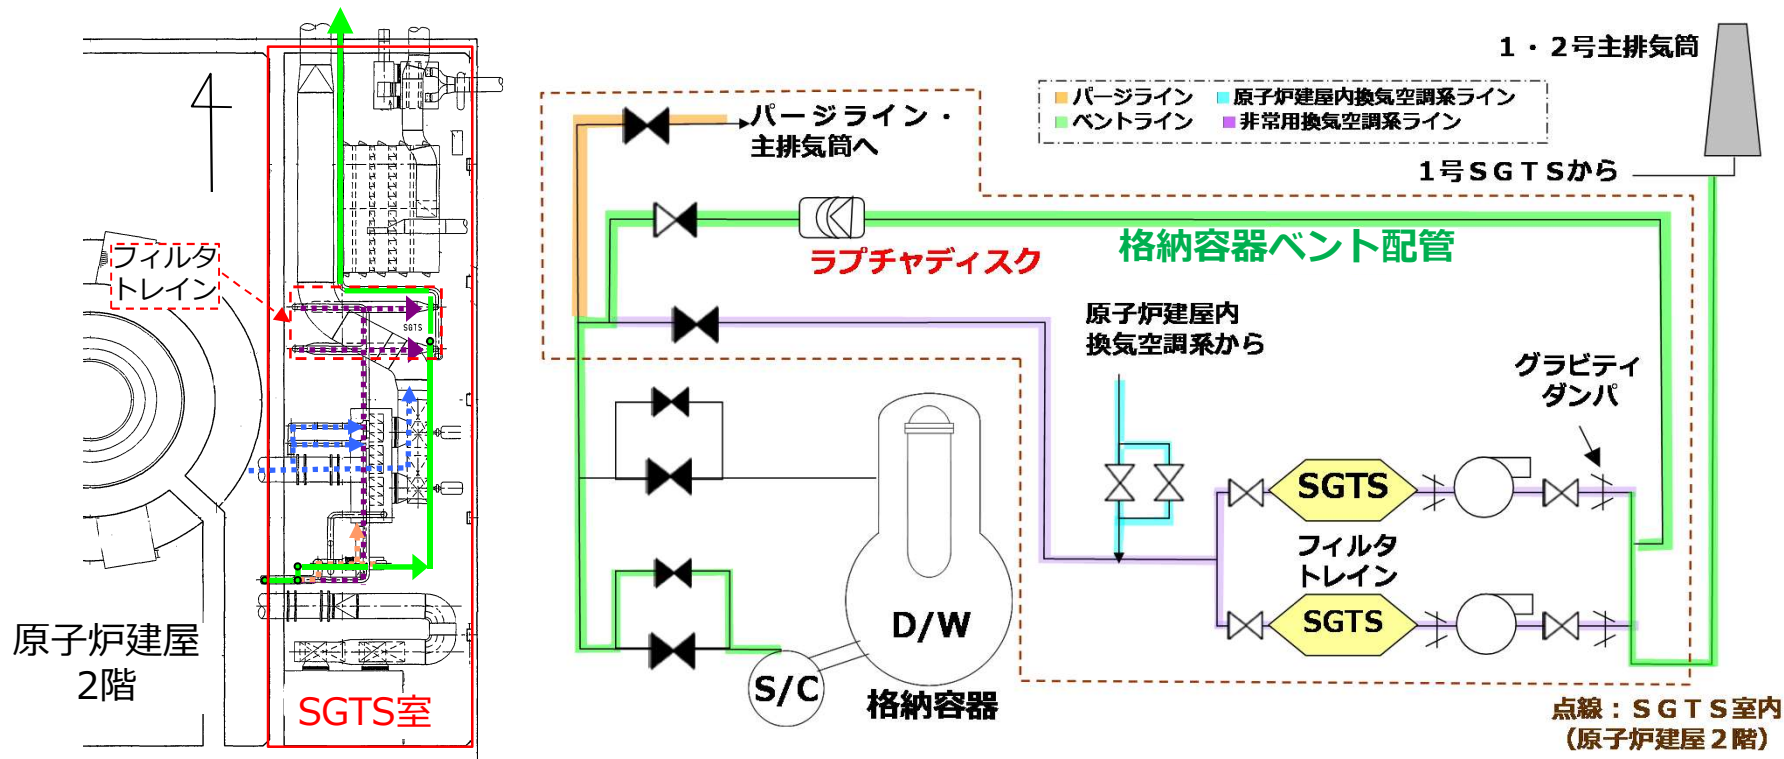 フィルタ
トレイン
SGTS
原子炉建屋
2階
SGTS室
1・2号主排気筒
パージライン
原子炉建屋内換気空調系ライン
ベントライン
非常用換気空調系ライン
1号SGTSから
パージライン・
主排気筒へ
ラプチャディスク
格納容器ベント配管
原子炉建屋内
換気空調系から
グラビティ
ダンパ
SGTS
フィルタ
トレイン
SGTS
D/W
S/C
格納容器
点線：SGTS室内
（原子炉建屋2階）